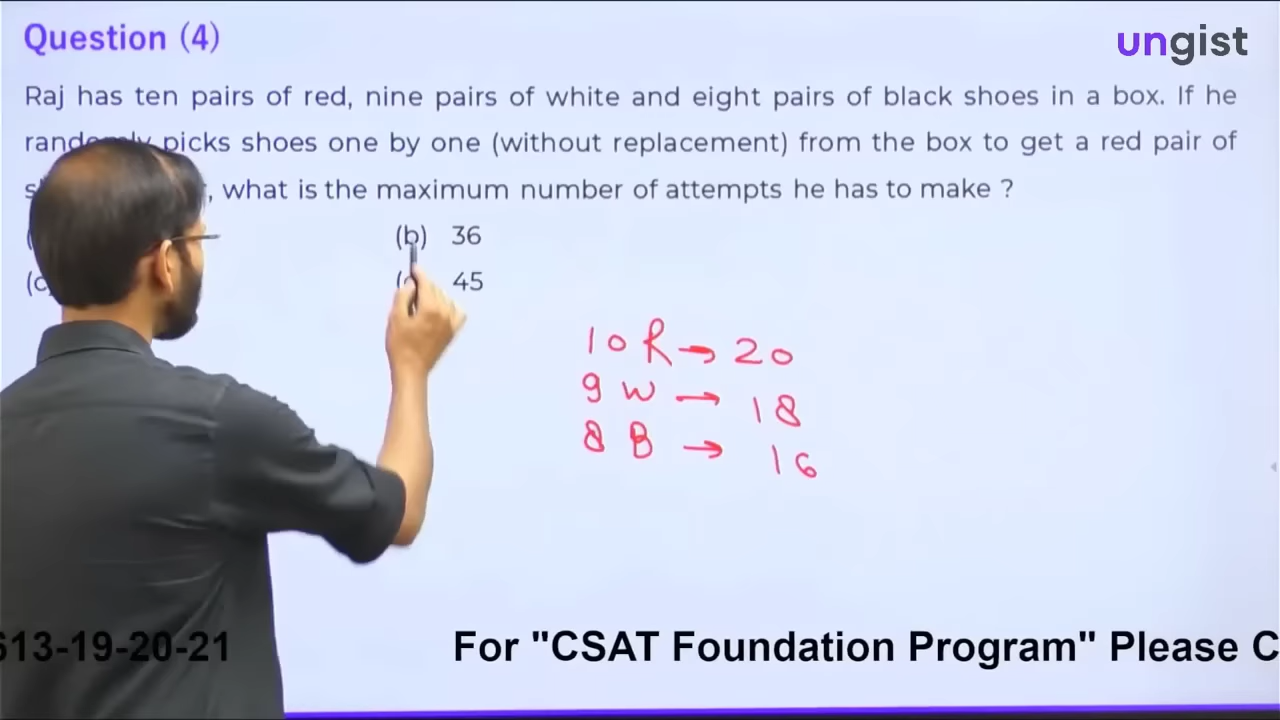 Question (4)
ungist
Raj has ten pairs of red, nine pairs of white and eight pairs of black shoes in a box. If he
picks shoes one by one (without replacement) from the box to get a red pair of
, what is the maximum number of attempts he has to make ?
(b) 36
45
10 R → 20
9 W → 18
8 B → 16
613-19-20-21
For "CSAT Foundation Program" Please C